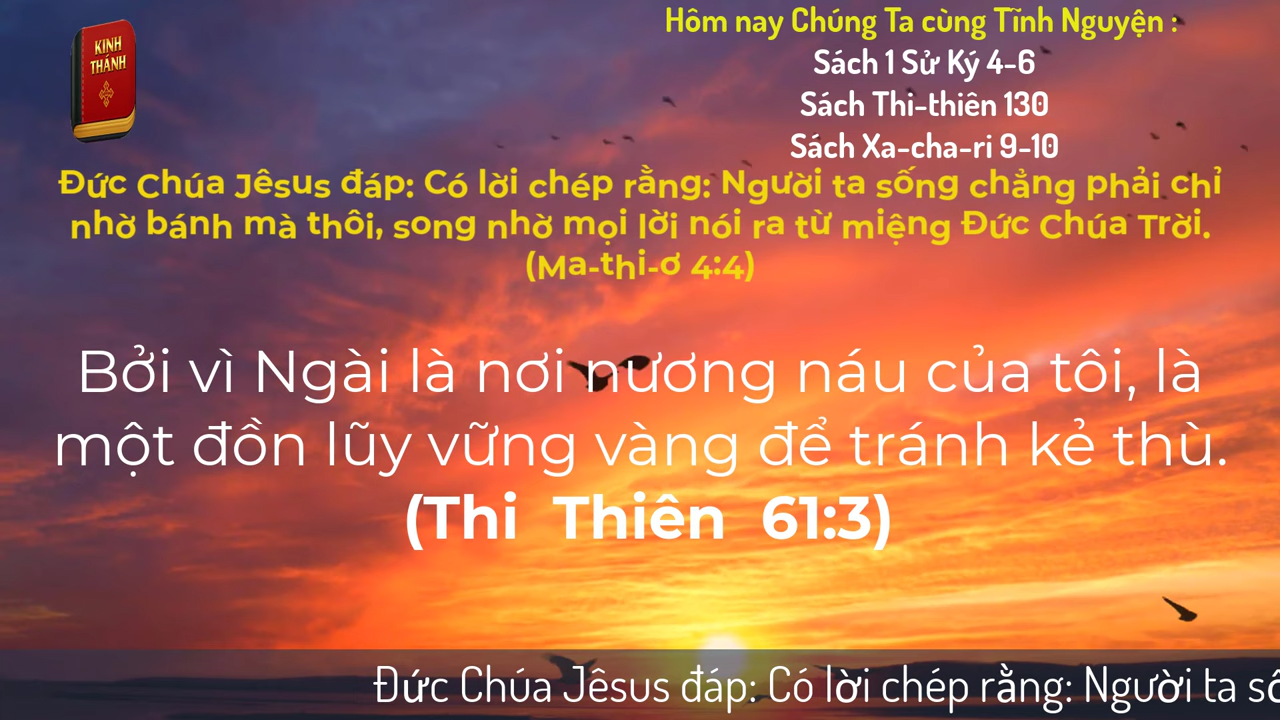 KINH
THÁNH
Hôm nay Chúng Ta cùng Tĩnh Nguyện :
Sách 1 Sử Ký 4-6
Sách Thi-thiên 130
Sách Xa-cha-ri 9-10
Đức Chúa Jêsus đáp: Có lời chép rằng: Người ta sống chẳng phải chỉ
nhờ bánh mà thôi, song nhờ mọi lời nói ra từ miệng Đức Chúa Trời.
(Ma-thi-ơ 4:4)
Bởi vì Ngài là nơi nương náu của tôi, là
một đồn lũy vững vàng để tránh kẻ thù.
(Thi Thiên 61:3)
Đức Chúa Jêsus đáp: Có lời chép rằng: Người ta